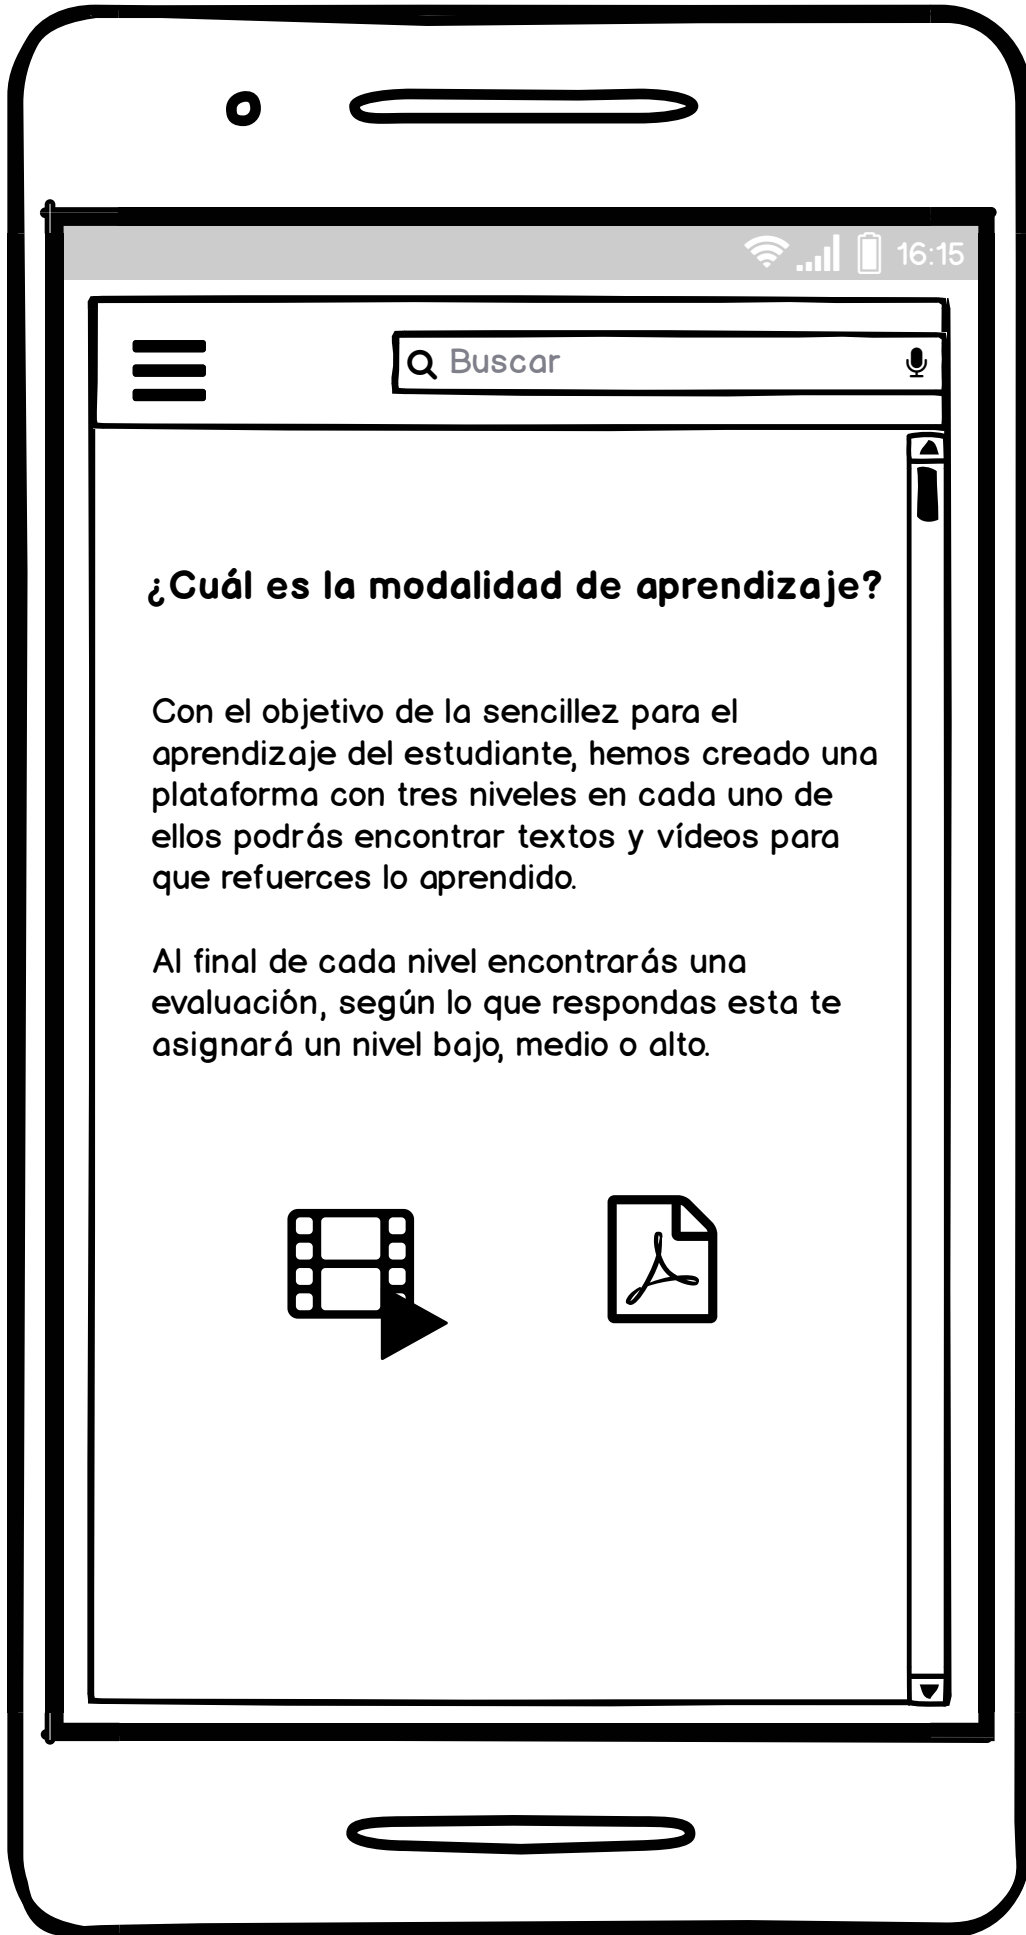 16:15
Buscar
¿Cuál es la modalidad de aprendizaje?
Con el objetivo de la sencillez para el
aprendizaje del estudiante, hemos creado una
plataforma con tres niveles en cada uno de
ellos podrás encontrar textos y vídeos para
que refuerces lo aprendido.
Al final de cada nivel encontrarás una
evaluación, según lo que respondas esta te
asignará un nivel bajo, medio o alto.